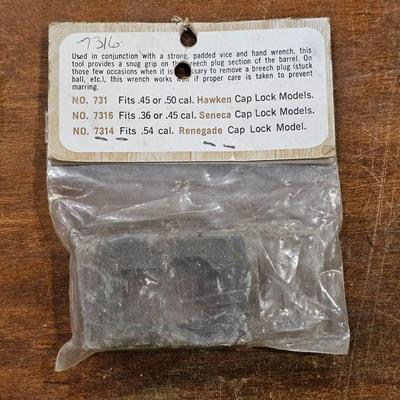 7316
Used in conjunction with a strong, padded vice and hand wrench, this
tool provides a snug grip on the breech plug section of the barrel. On
those few occasions when it is necessary to remove a breech plug (stuck
ball, etc.), this wrench works well if proper care is taken to prevent
marring.
NO. 731 Fits .45 or .50 cal. Hawken Cap Lock Models.
NO. 7316 Fits .36 or .45 cal. Seneca Cap Lock Models.
NO. 7314 Fits .54 cal. Renegade Cap Lock Model.